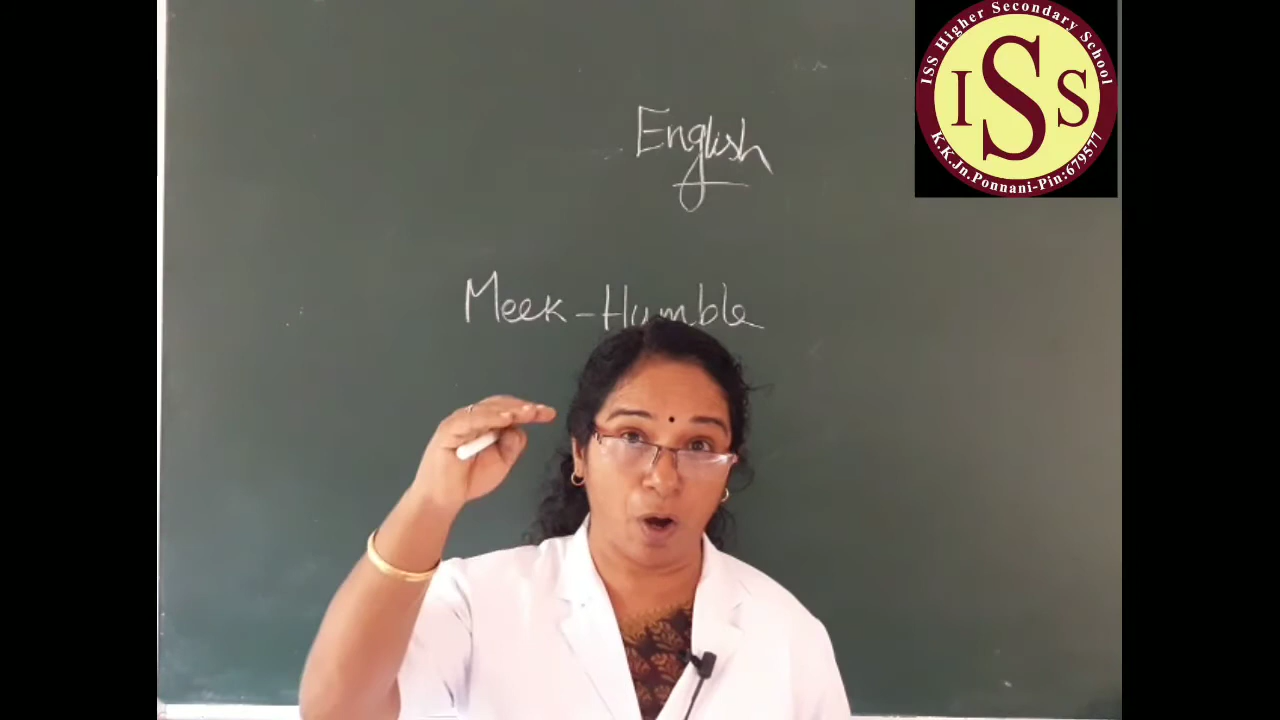 English
Meek - Humble
ISS Higher Secondary School
ISS
K.K.Jn.Ponnani-Pin:679577